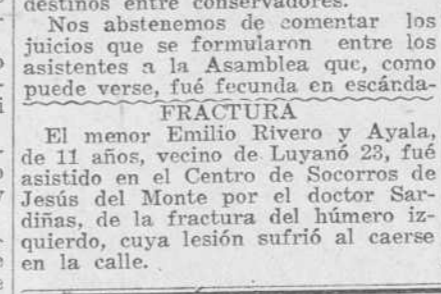 destinos entre conservadores.
Nos abstenemos de comentar los
juicios que se formularon entre los
asistentes a la Asamblea que, como
puede verse, fué fecunda en escánda-
FRACTURA
El menor Emilio Rivero y Ayala,
de 11 años, vecino de Luyanó 23, fué
asistido en el Centro de Socorros de
Jesús del Monte por el doctor Sar-
diñas, de la fractura del húmero iz-
quierdo, cuya lesión sufrió al caerse
en la calle.